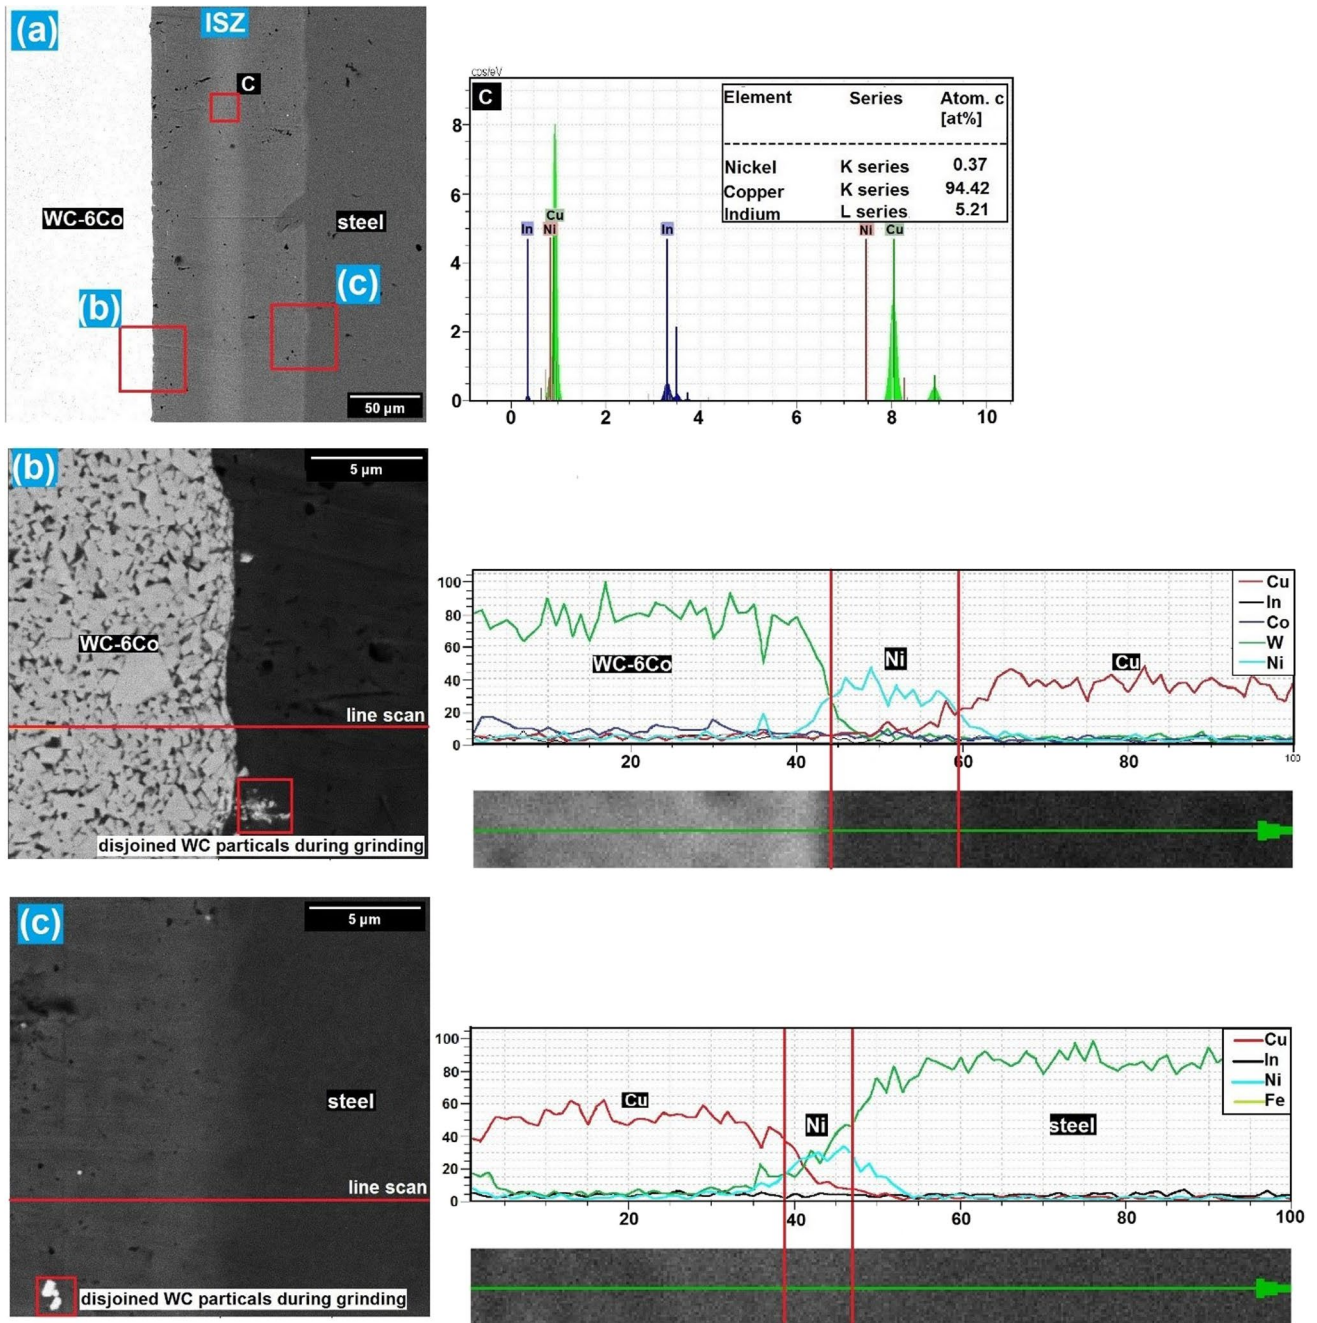 (a)
ISZ
C
WC-6Co
steel
(b)
(c)
50 µm
cps/eV
C
Element Series Atom. c
[at%]
Nickel K series 0.37
Copper K series 94.42
Indium L series 5.21
In
Cu
Ni
In
Ni
Cu
8
6
4
2
0
0 2 4 6 8 10
(b)
5 µm
WC-6Co
line scan
disjoined WC particals during grinding
100
80
60
40
20
0
WC-6Co
Ni
Cu
Cu
In
Co
W
Ni
20 40 60 80 100
(c)
5 µm
steel
line scan
disjoined WC particals during grinding
100
80
60
40
20
0
Cu
Ni
steel
Cu
In
Ni
Fe
20 40 60 80 100